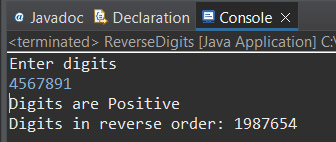 @ Javadoc Declaration Console
<terminated> ReverseDigits [Java Application] C:\
Enter digits
4567891
Digits are Positive
Digits in reverse order: 1987654